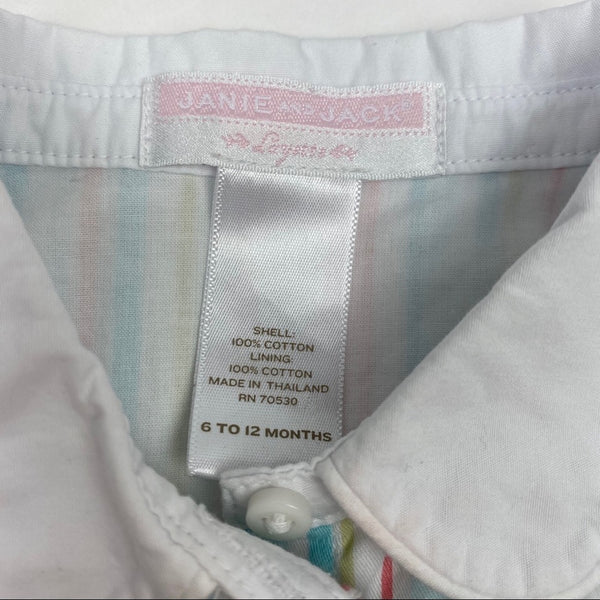 JANIE AND JACK®
Layette
SHELL:
100% COTTON
LINING:
100% COTTON
MADE IN THAILAND
RN 70530
6 TO 12 MONTHS